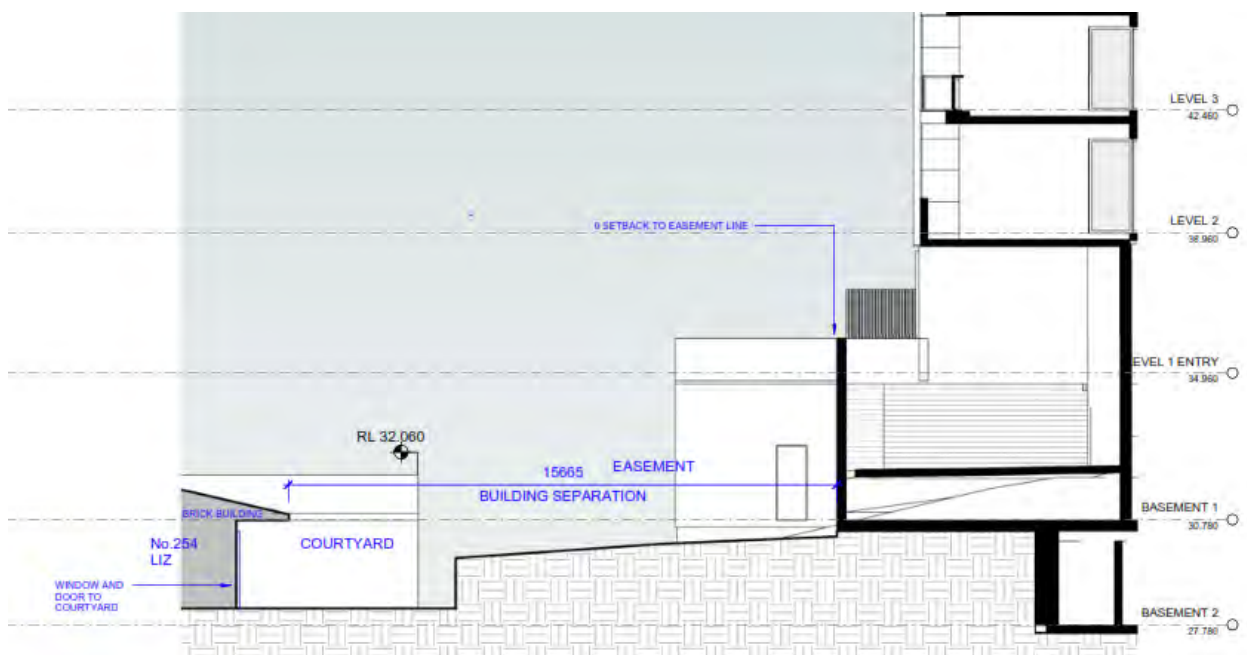 LEVEL 3
42.460
LEVEL 2
38.960
0 SETBACK TO EASEMENT LINE
EVEL 1 ENTRY
34.960
RL 32.060
15665
EASEMENT
BUILDING SEPARATION
BRICK BUILDING
BASEMENT 1
30.780
No.254
LIZ
COURTYARD
WINDOW AND
DOOR TO
COURTYARD
BASEMENT 2
27.780